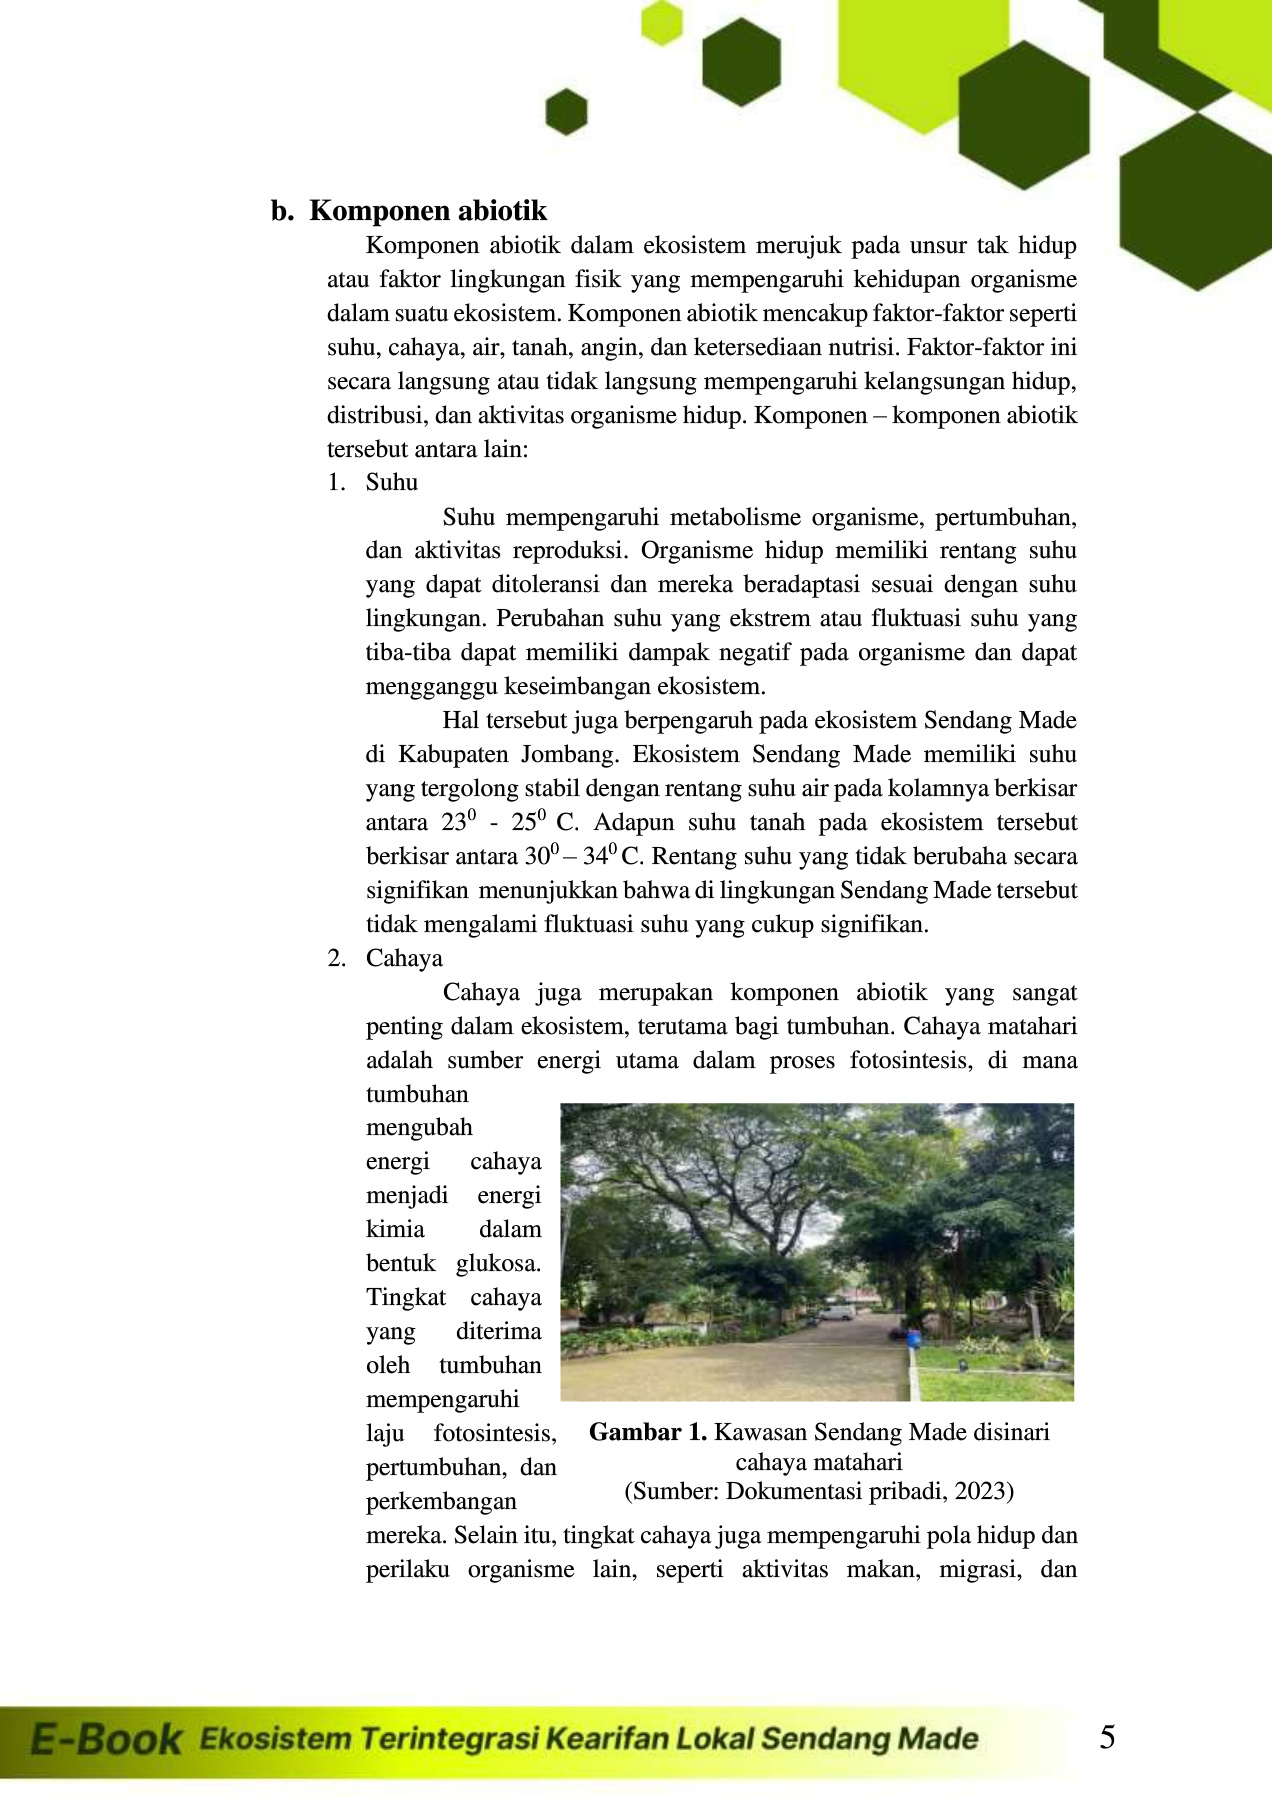 b. Komponen abiotik
Komponen abiotik dalam ekosistem merujuk pada unsur tak hidup
atau faktor lingkungan fisik yang mempengaruhi kehidupan organisme
dalam suatu ekosistem. Komponen abiotik mencakup faktor-faktor seperti
suhu, cahaya, air, tanah, angin, dan ketersediaan nutrisi. Faktor-faktor ini
secara langsung atau tidak langsung mempengaruhi kelangsungan hidup,
distribusi, dan aktivitas organisme hidup. Komponen – komponen abiotik
tersebut antara lain:
1. Suhu
Suhu mempengaruhi metabolisme organisme, pertumbuhan,
dan aktivitas reproduksi. Organisme hidup memiliki rentang suhu
yang dapat ditoleransi dan mereka beradaptasi sesuai dengan suhu
lingkungan. Perubahan suhu yang ekstrem atau fluktuasi suhu yang
tiba-tiba dapat memiliki dampak negatif pada organisme dan dapat
mengganggu keseimbangan ekosistem.
Hal tersebut juga berpengaruh pada ekosistem Sendang Made
di Kabupaten Jombang. Ekosistem Sendang Made memiliki suhu
yang tergolong stabil dengan rentang suhu air pada kolamnya berkisar
antara 23⁰ - 25⁰ C. Adapun suhu tanah pada ekosistem tersebut
berkisar antara 30⁰ – 34⁰ C. Rentang suhu yang tidak berubaha secara
signifikan menunjukkan bahwa di lingkungan Sendang Made tersebut
tidak mengalami fluktuasi suhu yang cukup signifikan.
2. Cahaya
Cahaya juga merupakan komponen abiotik yang sangat
penting dalam ekosistem, terutama bagi tumbuhan. Cahaya matahari
adalah sumber energi utama dalam proses fotosintesis, di mana
tumbuhan
mengubah
energi cahaya
menjadi energi
kimia dalam
bentuk glukosa.
Tingkat cahaya
yang diterima
oleh tumbuhan
mempengaruhi
laju fotosintesis,
pertumbuhan, dan
perkembangan
Gambar 1. Kawasan Sendang Made disinari
cahaya matahari
(Sumber: Dokumentasi pribadi, 2023)
mereka. Selain itu, tingkat cahaya juga mempengaruhi pola hidup dan
perilaku organisme lain, seperti aktivitas makan, migrasi, dan
E-Book Ekosistem Terintegrasi Kearifan Lokal Sendang Made 5